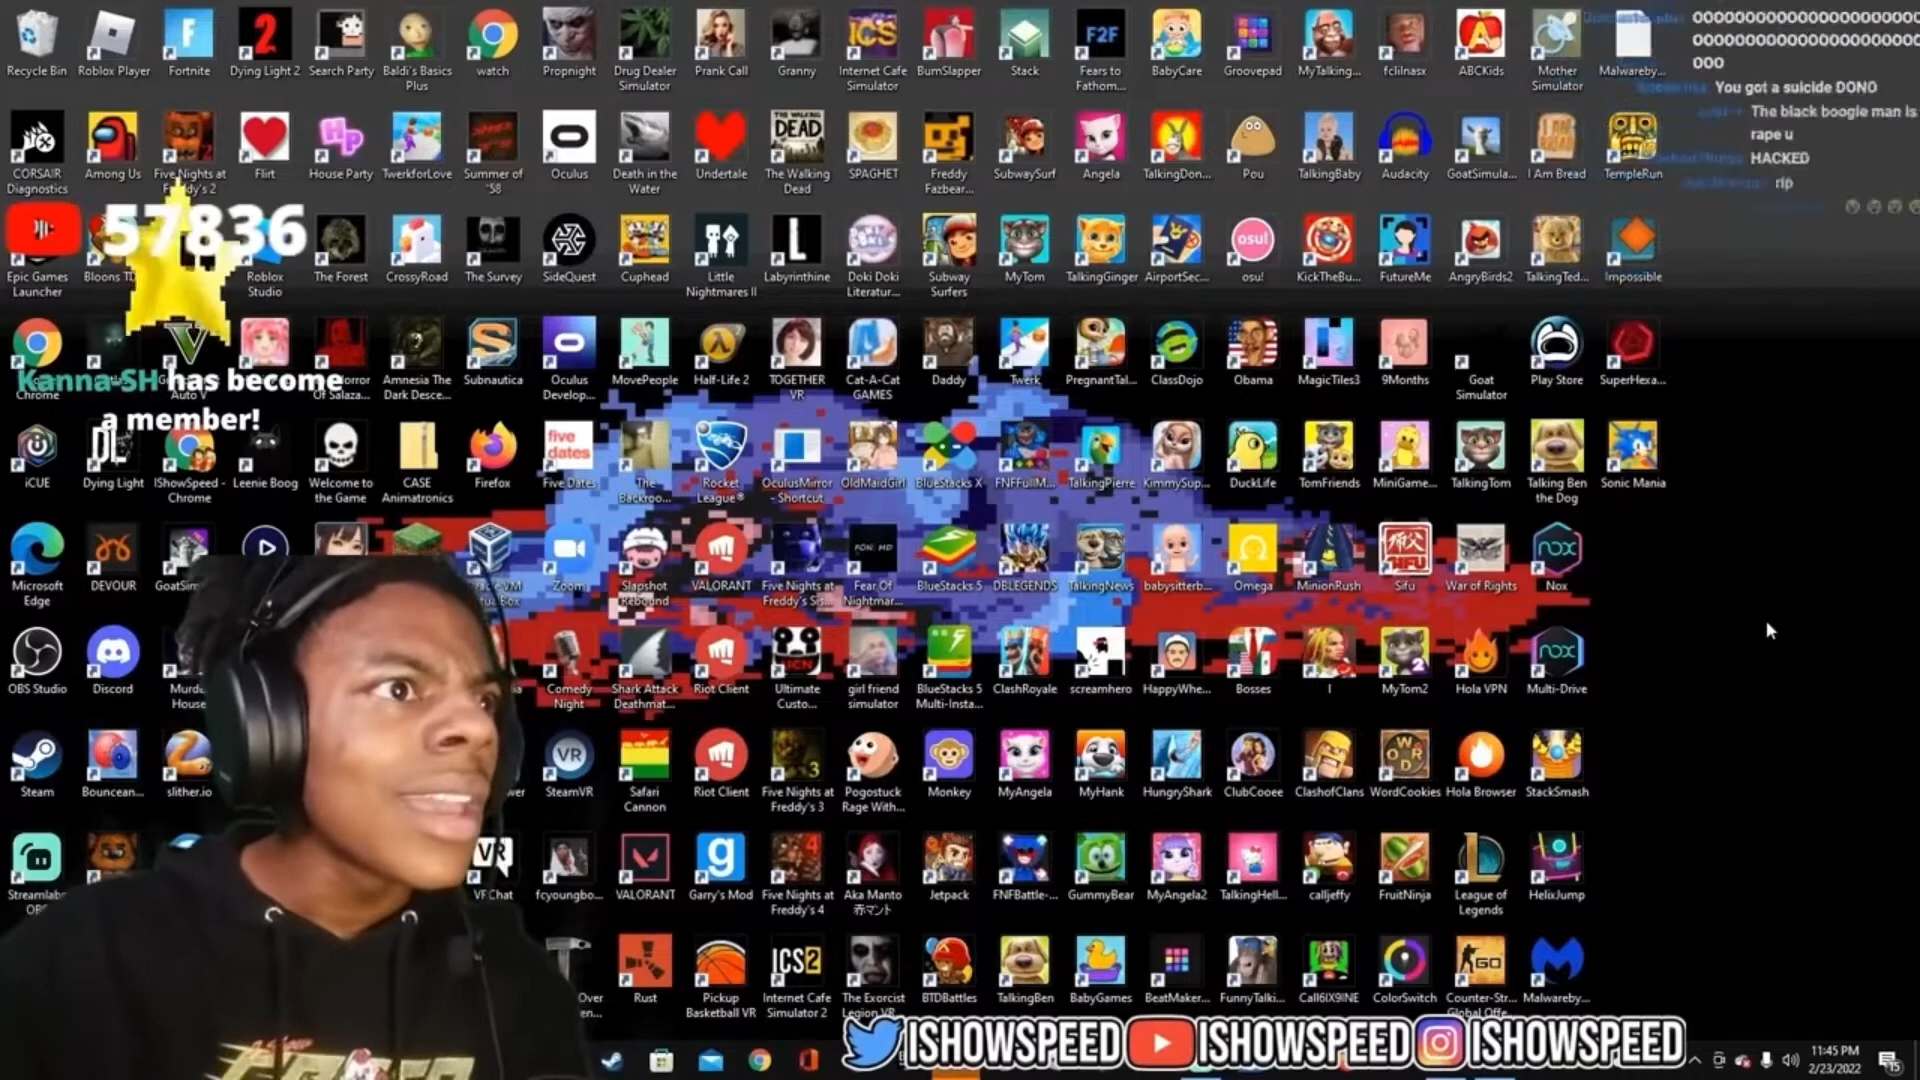 Recycle Bin
Roblox Player
Fortnite
Dying Light 2
Search Party
Baldi's Basics
Plus
watch
Propnight
Drug Dealer
Simulator
Prank Call
Granny
Internet Cafe
Simulator
BumSlapper
Stack
Fears to
Fathom...
BabyCare
Groovepad
MyTalking...
fclilnasx
ABCKids
Mother
Simulator
Malwareby...
You got a suicide DONO
The black boogie man is
rape u
HACKED
rip
CORSAIR
Diagnostics
Among Us
Five Nights at
Freddy's 2
Flirt
House Party
TwerkforLove
Summer of
'58
Oculus
Death in the
Water
Undertale
The Walking
Dead
SPAGHET
Freddy
Fazbear...
SubwaySurf
Angela
TalkingDon...
Pou
TalkingBaby
Audacity
GoatSimula...
I Am Bread
TempleRun
57836
Epic Games
Launcher
Roblox
Studio
The Forest
CrossyRoad
The Survey
SideQuest
Cuphead
Little
Nightmares II
Labyrinthine
Doki Doki
Literatur...
Subway
Surfers
MyTom
TalkingGinger
AirportSec...
osu!
KickTheBu...
FutureMe
AngryBirds2
TalkingTed...
Impossible
Kanna-SH has become
a member!
Chrome
Amnesia The
Dark Desce...
Subnautica
Oculus
Develop...
MovePeople
Half-Life 2
TOGETHER
VR
Cat-A-Cat
GAMES
Daddy
Twerk
PregnantTal...
ClassDojo
Obama
MagicTiles3
9Months
Goat
Simulator
Play Store
SuperHexa...
iCUE
Dying Light
IShowSpeed -
Chrome
Leenie Boog
Welcome to
the Game
CASE
Animatronics
Firefox
Five Dates
The
Backroo...
Rocket
League®
OculusMirror
- Shortcut
OldMaidGirl
BlueStacks X
FNFFullM...
TalkingPierre
KimmySup...
DuckLife
TomFriends
MiniGame...
TalkingTom
Talking Ben
the Dog
Sonic Mania
Microsoft
Edge
DEVOUR
Zoom
Slapshot
Rebound
VALORANT
Five Nights at
Freddy's Sis...
Fear Of
Nightmar...
BlueStacks 5
DBLEGENDS
TalkingNews
babysitterb...
Omega
MinionRush
Sifu
War of Rights
Nox
OBS Studio
Discord
Comedy
Night
Shark Attack
Deathmat...
Riot Client
Ultimate
Custo...
girl friend
simulator
BlueStacks 5
Multi-Insta...
ClashRoyale
screamhero
HappyWhe...
Bosses
I
MyTom2
Hola VPN
Multi-Drive
Steam
Bouncean...
slither.io
SteamVR
Safari
Cannon
Riot Client
Five Nights at
Freddy's 3
Pogostuck
Rage With...
Monkey
MyAngela
MyHank
HungryShark
ClubCooee
ClashofClans
WordCookies
Hola Browser
StackSmash
fcyoungbo...
VALORANT
Garry's Mod
Five Nights at
Freddy's 4
Aka Manto
赤マント
Jetpack
FNFBattle-...
GummyBear
MyAngela2
TalkingHell...
calljeffy
FruitNinja
League of
Legends
HelixJump
Rust
Pickup
Basketball VR
Internet Cafe
Simulator 2
The Exorcist
Legion VR
BTDBattles
TalkingBen
BabyGames
BeatMaker...
FunnyTalki...
Call6IX9INE
ColorSwitch
Counter-Str...
Global Offe...
Malwareby...
ISHOWSPEED
ISHOWSPEED
ISHOWSPEED
11:45 PM
2/23/2022